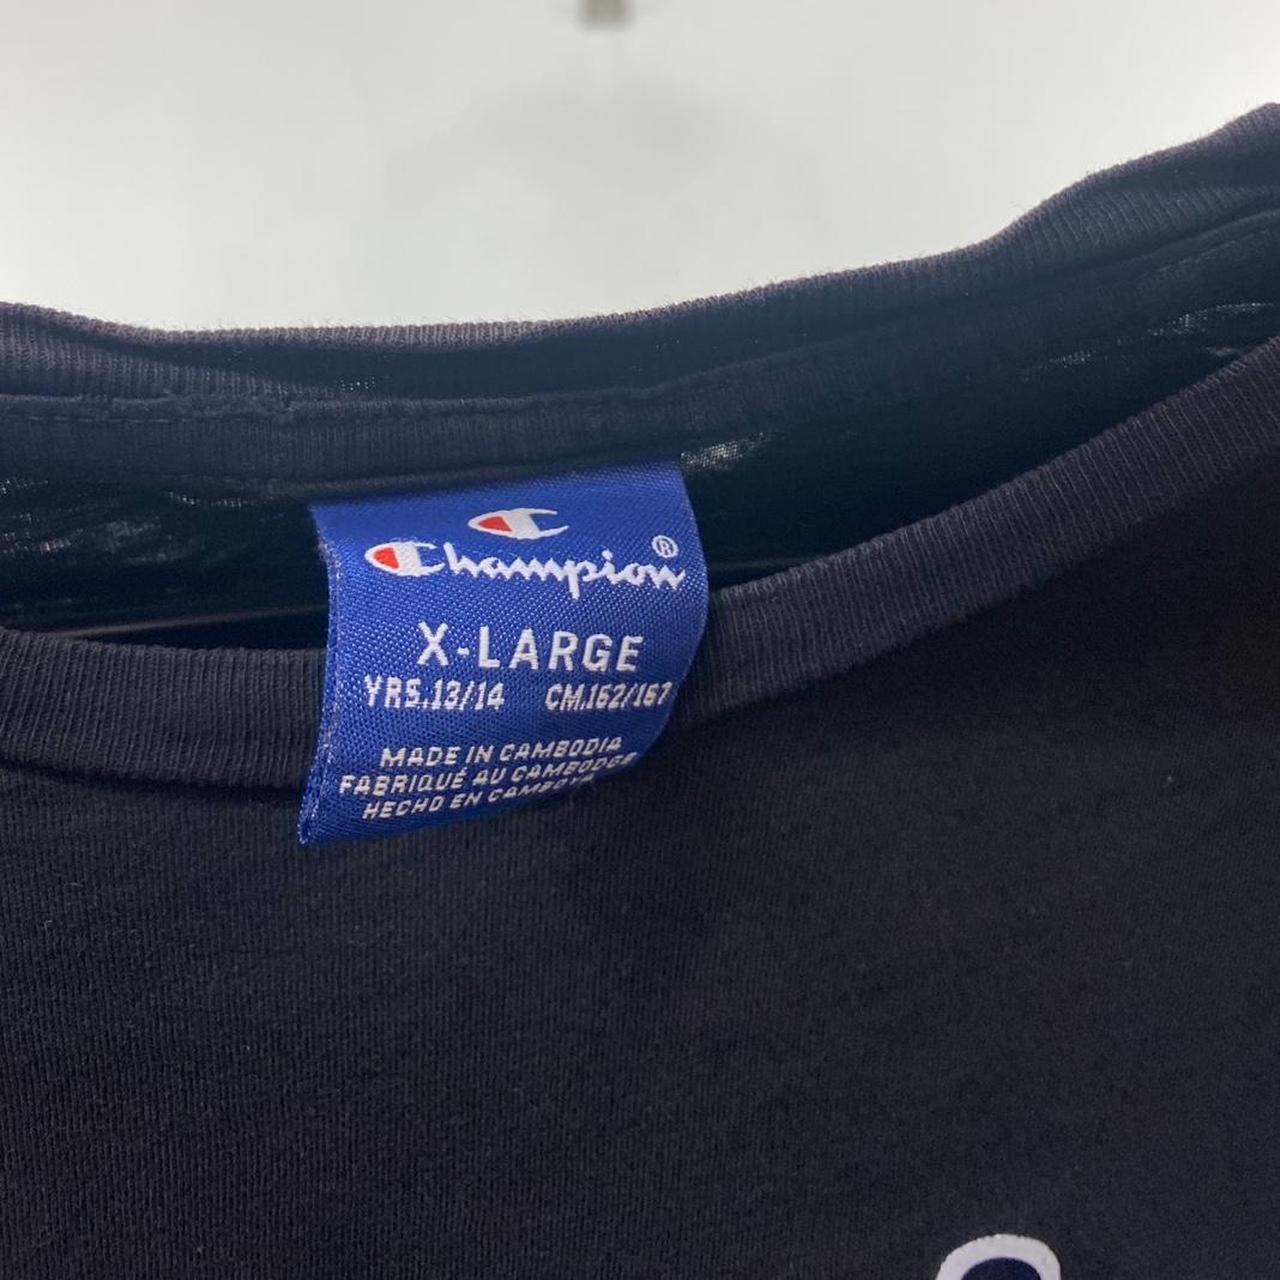 Champion®
X-LARGE
YRS.13/14 CM.162/167
MADE IN CAMBODIA
FABRIQUÉ AU CAMBODGE
HECHO EN CAMBOYA